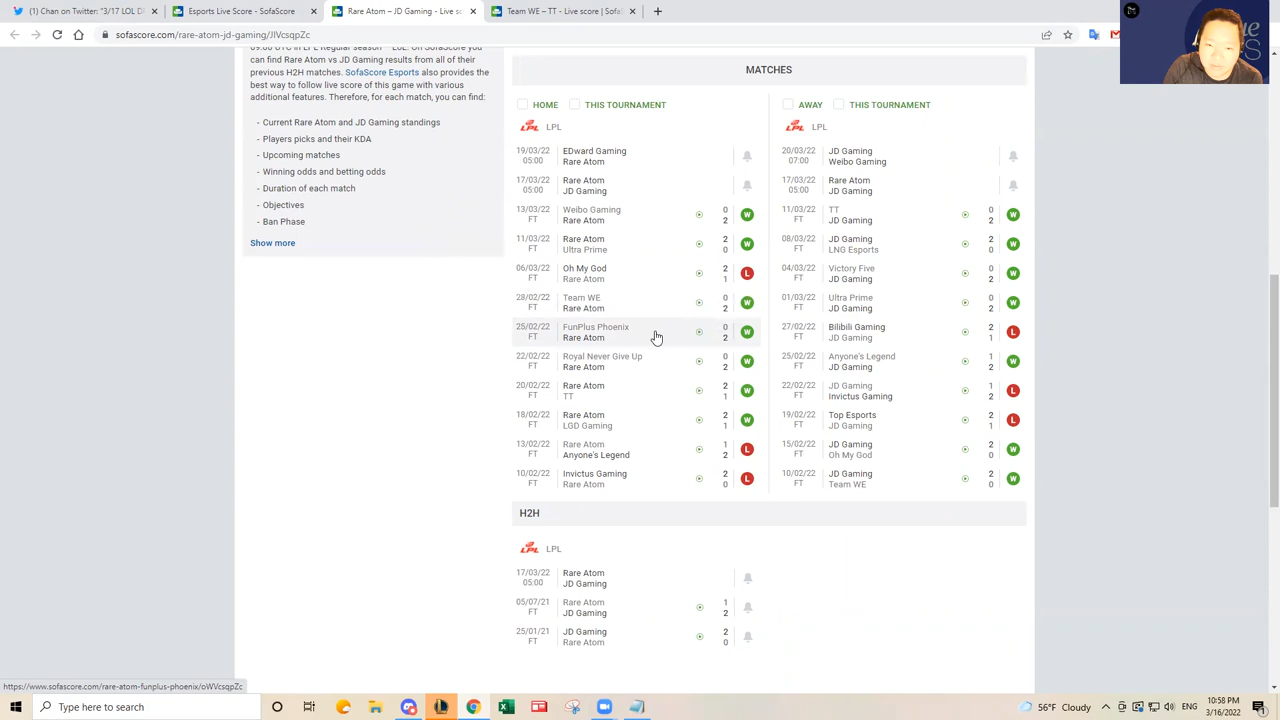 (1) Chan on Twitter: "3/17 LOL D
Esports Live Score - SofaScore
Rare Atom – JD Gaming - Live sc
Team WE – TT - Live score | Sofa
sofascore.com/rare-atom-jd-gaming/JIVcsqpZc
09:00 UTC in LPL Regular season – LoL. On SofaScore you
can find Rare Atom vs JD Gaming results from all of their
previous H2H matches. SofaScore Esports also provides the
best way to follow live score of this game with various
additional features. Therefore, for each match, you can find:
- Current Rare Atom and JD Gaming standings
- Players picks and their KDA
- Upcoming matches
- Winning odds and betting odds
- Duration of each match
- Objectives
- Ban Phase
Show more
MATCHES
HOME THIS TOURNAMENT
LPL LPL
19/03/22 EDward Gaming
05:00 Rare Atom
17/03/22 Rare Atom
05:00 JD Gaming
13/03/22 Weibo Gaming 0
FT Rare Atom 2 W
11/03/22 Rare Atom 2
FT Ultra Prime 0 W
06/03/22 Oh My God 2
FT Rare Atom 1 L
28/02/22 Team WE 0
FT Rare Atom 2 W
25/02/22 FunPlus Phoenix 0
FT Rare Atom 2 W
22/02/22 Royal Never Give Up 0
FT Rare Atom 2 W
20/02/22 Rare Atom 2
FT TT 1 W
18/02/22 Rare Atom 2
FT LGD Gaming 1 W
13/02/22 Rare Atom 1
FT Anyone's Legend 2 L
10/02/22 Invictus Gaming 2
FT Rare Atom 0 L
AWAY THIS TOURNAMENT
LPL LPL
20/03/22 JD Gaming
07:00 Weibo Gaming
17/03/22 Rare Atom
05:00 JD Gaming
11/03/22 TT 0
FT JD Gaming 2 W
08/03/22 JD Gaming 2
FT LNG Esports 0 W
04/03/22 Victory Five 0
FT JD Gaming 2 W
01/03/22 Ultra Prime 0
FT JD Gaming 2 W
27/02/22 Bilibili Gaming 2
FT JD Gaming 1 L
25/02/22 Anyone's Legend 1
FT JD Gaming 2 W
22/02/22 JD Gaming 1
FT Invictus Gaming 2 L
19/02/22 Top Esports 2
FT JD Gaming 1 L
15/02/22 JD Gaming 2
FT Oh My God 0 W
10/02/22 JD Gaming 2
FT Team WE 0 W
H2H
LPL LPL
17/03/22 Rare Atom
05:00 JD Gaming
05/07/21 Rare Atom 1
FT JD Gaming 2
25/01/21 JD Gaming 2
FT Rare Atom 0
https://www.sofascore.com/rare-atom-funplus-phoenix/oWVcsqpZc
Type here to search
56°F Cloudy
ENG
10:58 PM
3/16/2022